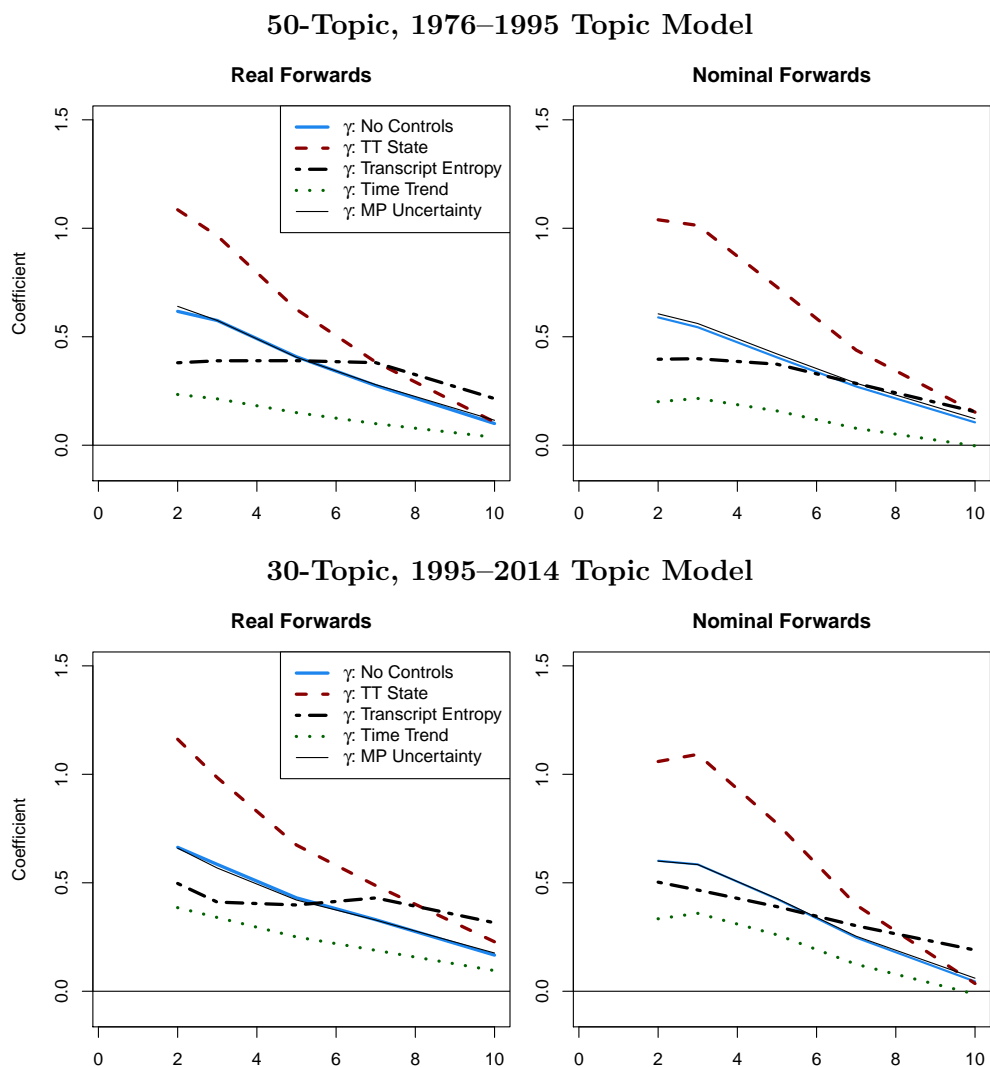 50-Topic, 1976–1995 Topic Model
Real Forwards
Nominal Forwards
Coefficient
0.0
0.5
1.0
1.5
γ: No Controls
γ: TT State
γ: Transcript Entropy
γ: Time Trend
γ: MP Uncertainty
0 2 4 6 8 10
0.0
0.5
1.0
1.5
0 2 4 6 8 10
30-Topic, 1995–2014 Topic Model
Real Forwards
Nominal Forwards
Coefficient
0.0
0.5
1.0
1.5
γ: No Controls
γ: TT State
γ: Transcript Entropy
γ: Time Trend
γ: MP Uncertainty
0 2 4 6 8 10
0.0
0.5
1.0
1.5
0 2 4 6 8 10